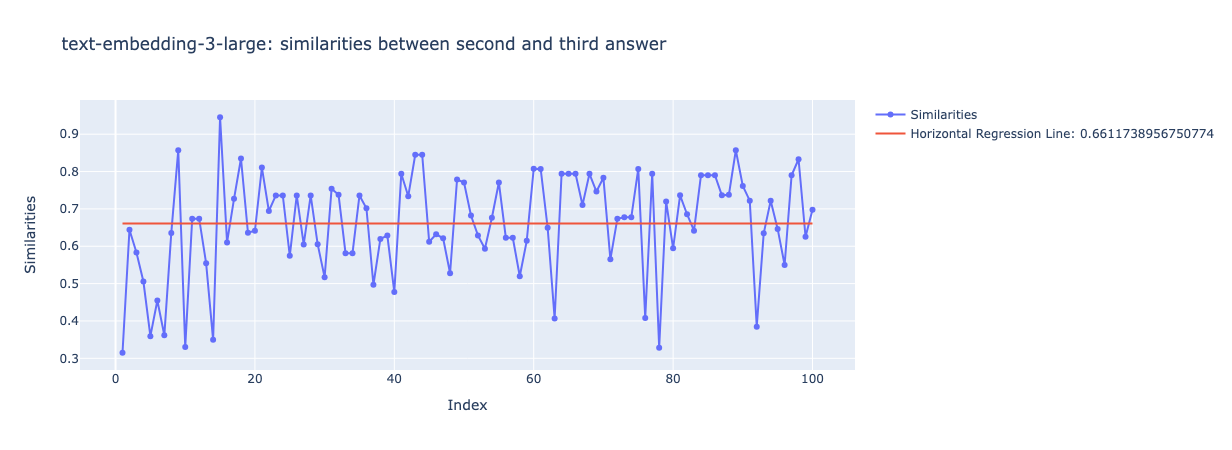 text-embedding-3-large: similarities between second and third answer
Similarities
Horizontal Regression Line: 0.6611738956750774
0.9
0.8
0.7
0.6
0.5
0.4
0.3
Similarities
0 20 40 60 80 100
Index